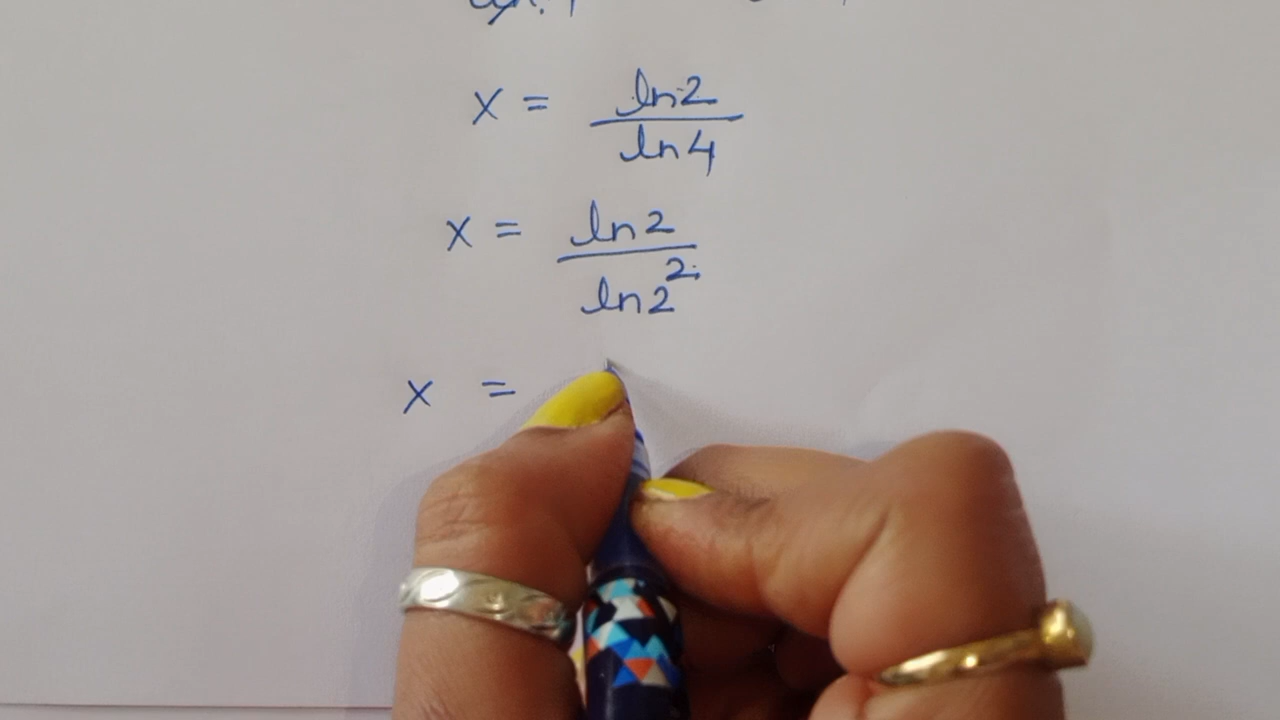 x = ln2 / ln4
x = ln2 / ln2²
x =